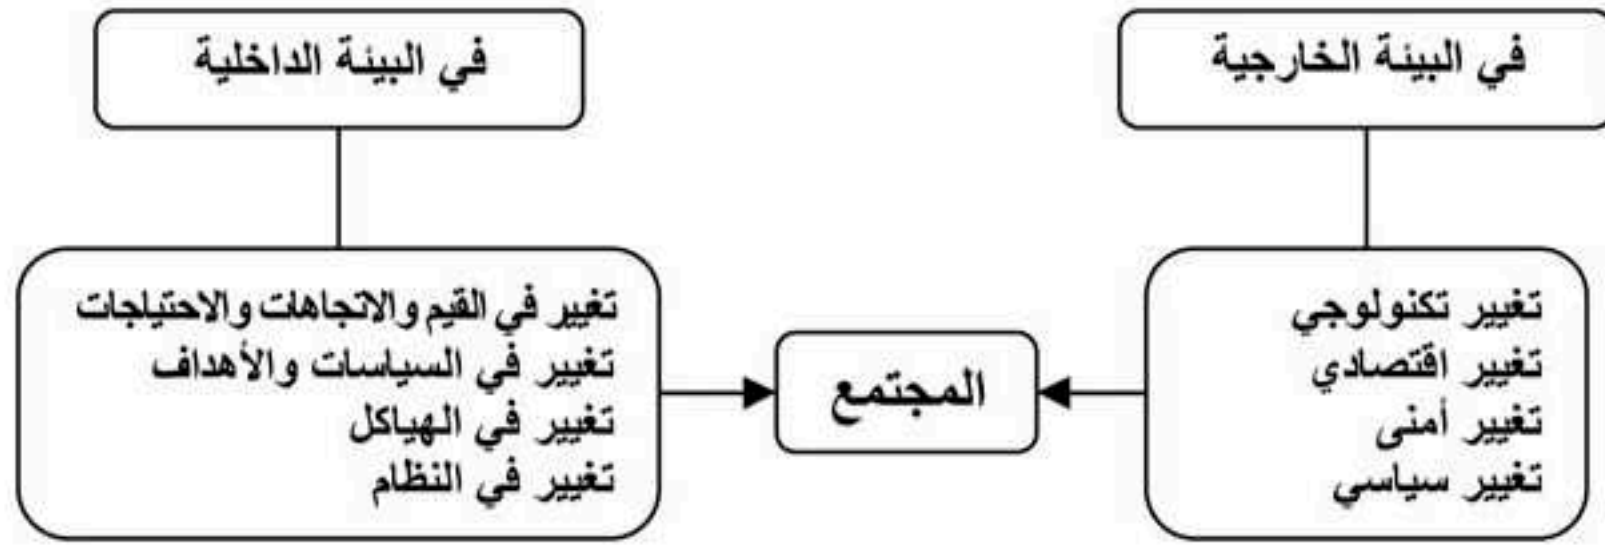 في البيئة الخارجية
تغيير تكنولوجي
تغيير اقتصادي
تغيير أمنى
تغيير سياسي
المجتمع
في البيئة الداخلية
تغيير في القيم والاتجاهات والاحتياجات
تغيير في السياسات والأهداف
تغيير في الهياكل
تغيير في النظام